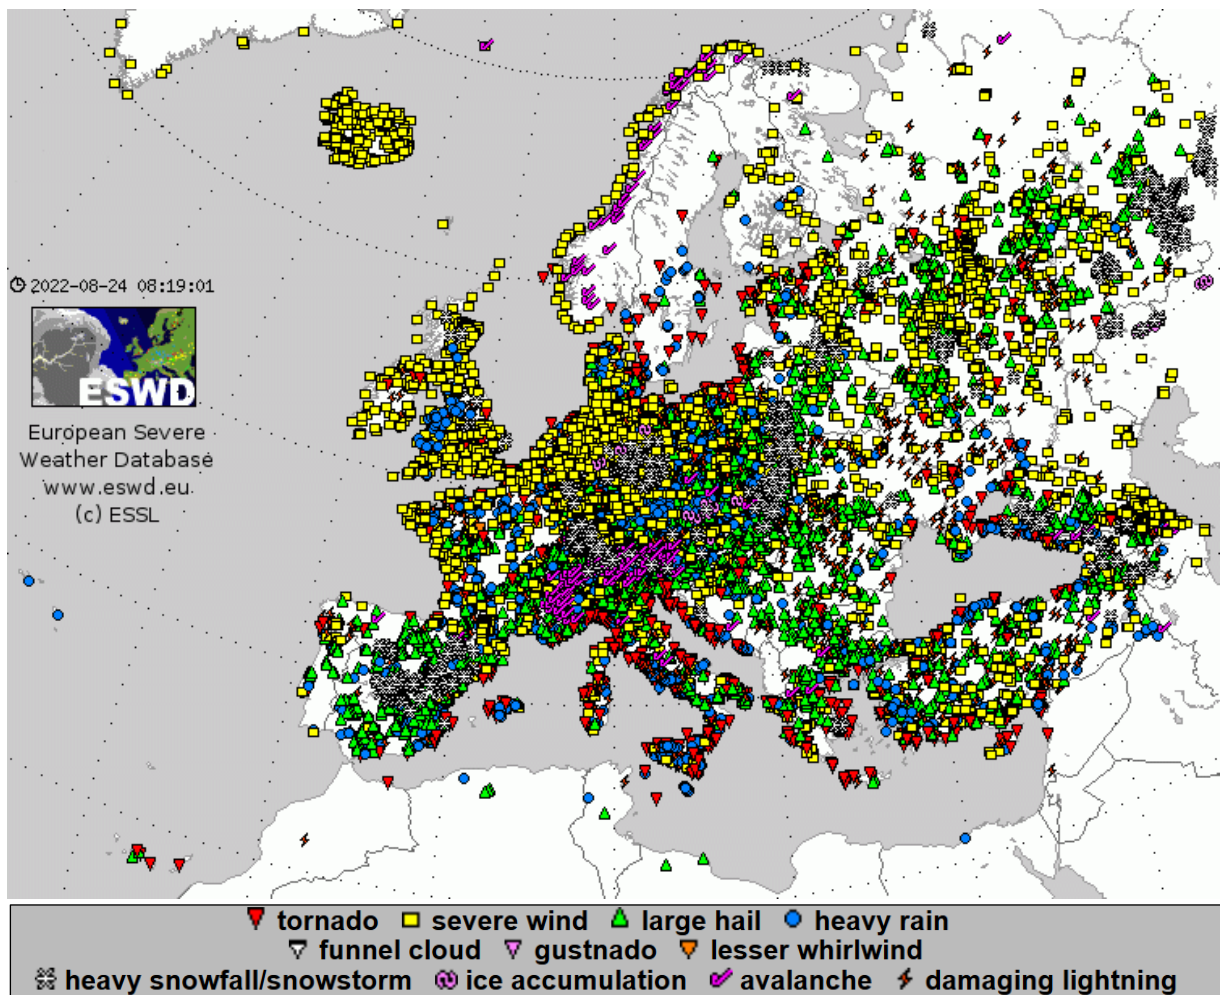 2022-08-24 08:19:01
ESWD
European Severe
Weather Database
www.eswd.eu
(c) ESSL
tornado severe wind large hail heavy rain
funnel cloud gustnado lesser whirlwind
heavy snowfall/snowstorm ice accumulation avalanche damaging lightning